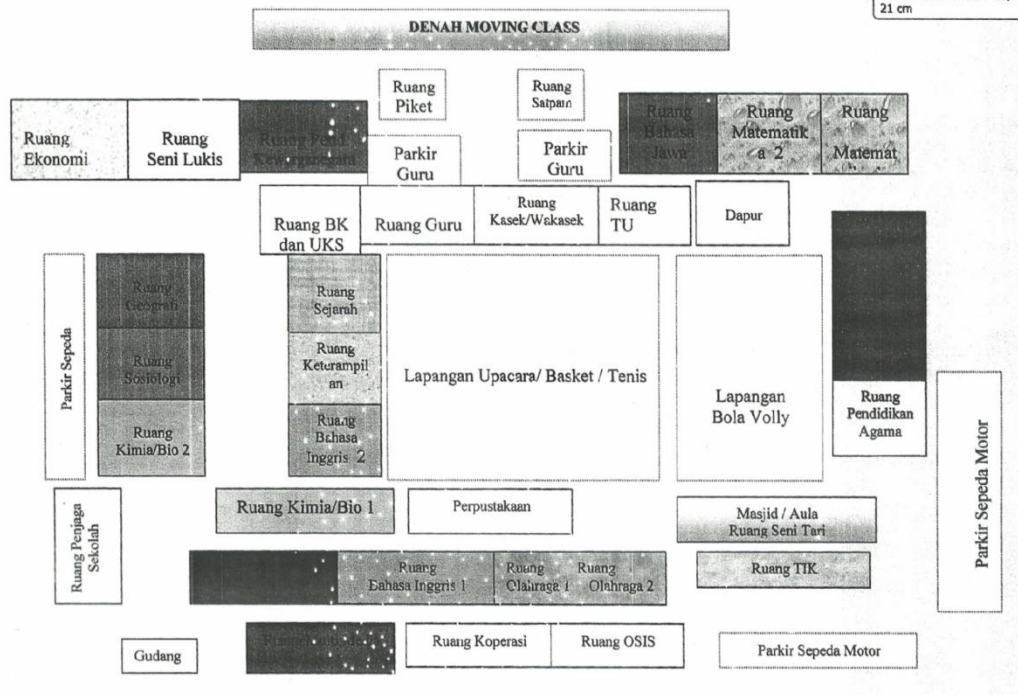 21 cm
DENAH MOVING CLASS
Ruang
Piket
Ruang
Satpam
Ruang
Ekonomi
Ruang
Seni Lukis
Ruang Pend
Kewarganegara
Parkir
Guru
Parkir
Guru
Ruang
Bahasa
Jawa
Ruang
Matematik
a 2
Ruang
Matemat
Ruang BK
dan UKS
Ruang Guru
Ruang
Kasek/Wakasek
Ruang
TU
Dapur
Parkir Sepeda
Ruang
Geografi
Ruang
Sosiologi
Ruang
Kimia/Bio 2
Ruang
Sejarah
Ruang
Keterampil
an
Ruang
Bahasa
Inggris 2
Lapangan Upacara/ Basket / Tenis
Lapangan
Bola Volly
Ruang
Pendidikan
Agama
Parkir Sepeda Motor
Ruang Penjaga
Sekolah
Ruang Kimia/Bio 1
Perpustakaan
Masjid / Aula
Ruang Seni Tari
Ruang
Bahasa Inggris 1
Ruang
Olahraga 1
Ruang
Olahraga 2
Ruang TIK
Gudang
Ruang Koperasi
Ruang OSIS
Parkir Sepeda Motor